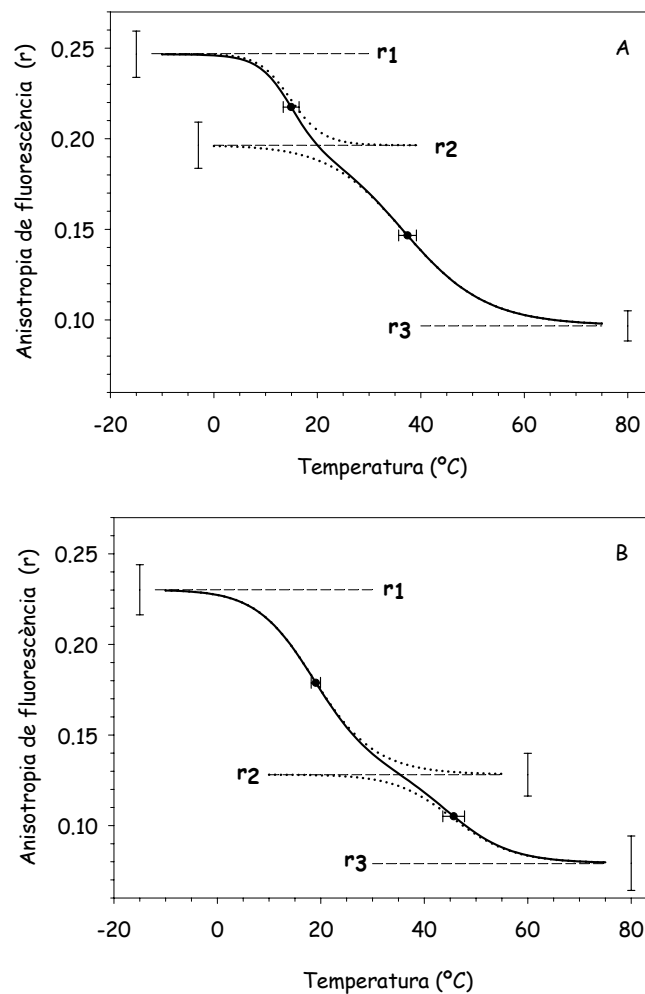 A
0.25
r1
0.20
r2
0.15
0.10
r3
-20 0 20 40 60 80
Temperatura (ºC)
Anisotropia de fluorescència (r)
B
0.25
r1
0.20
0.15
r2
0.10
r3
-20 0 20 40 60 80
Temperatura (ºC)
Anisotropia de fluorescència (r)